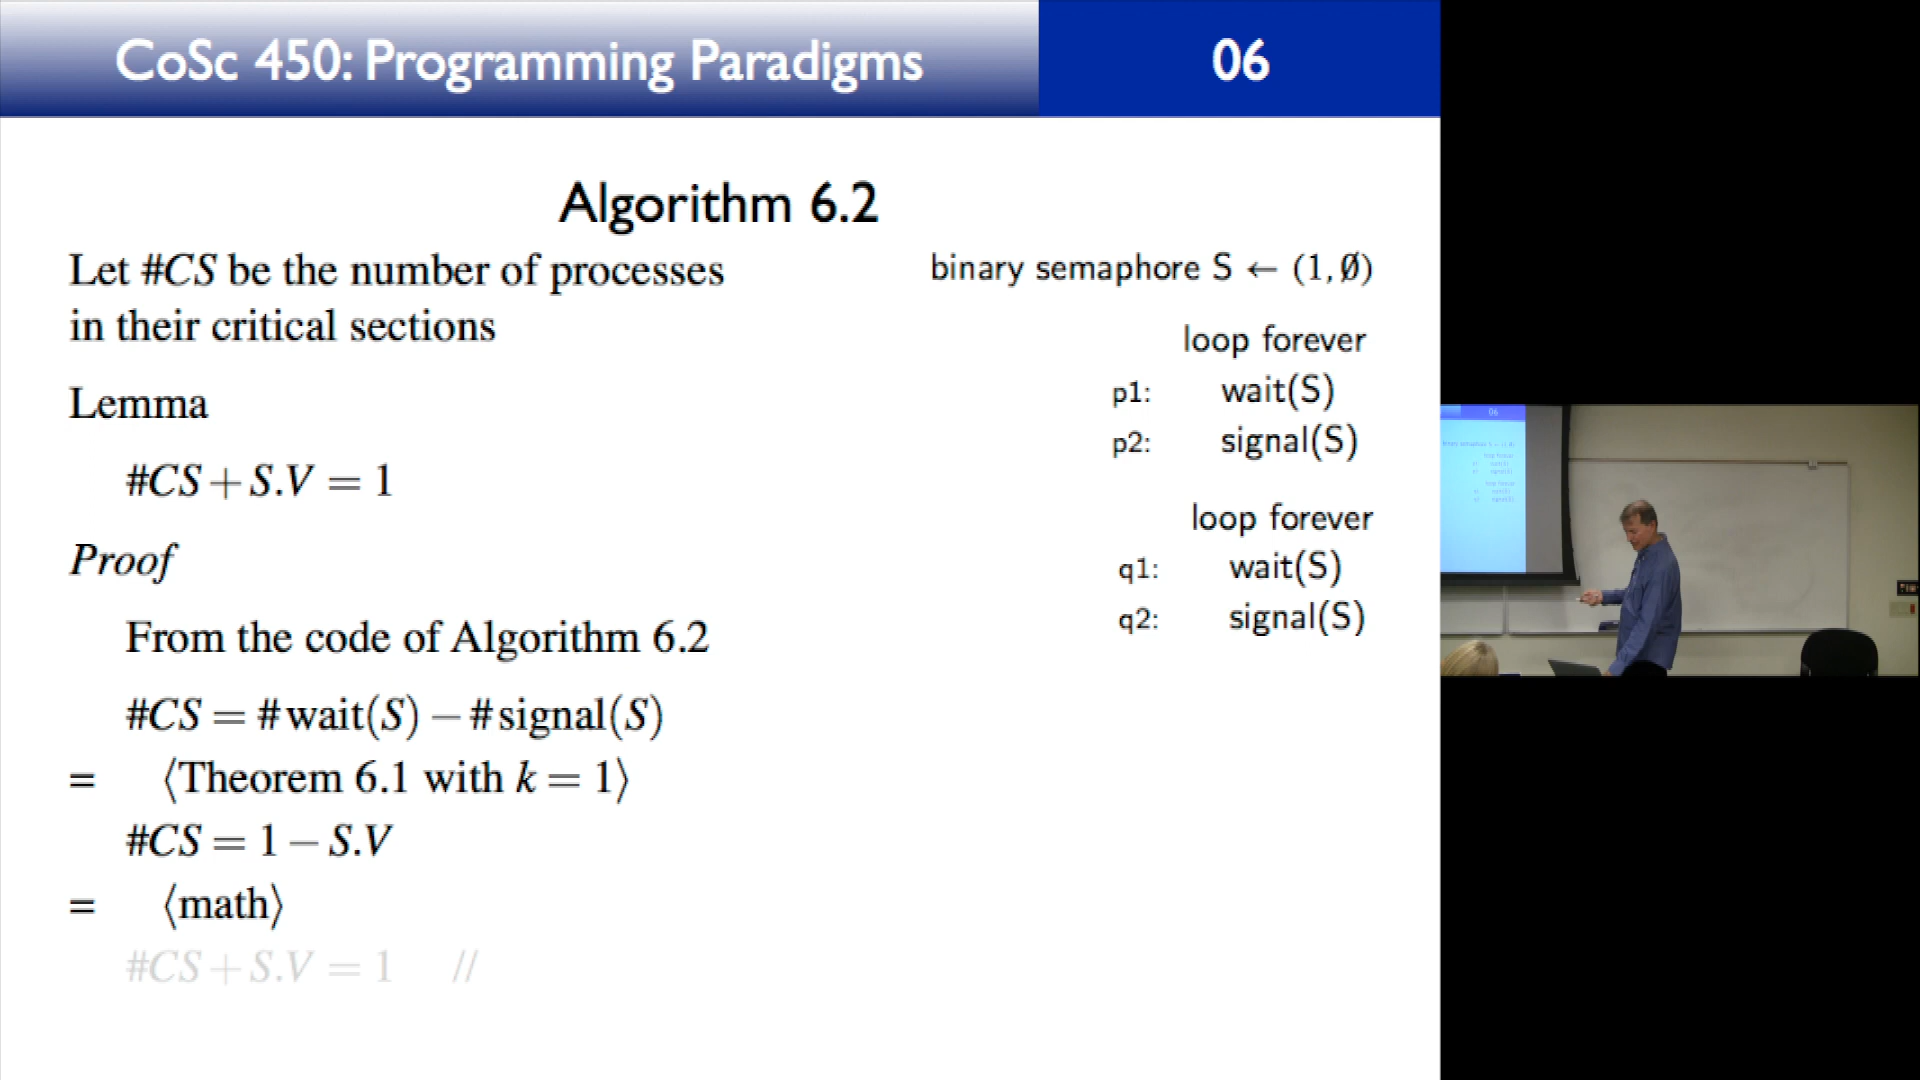 CoSc 450: Programming Paradigms
06
Algorithm 6.2
Let #CS be the number of processes
in their critical sections
Lemma
#CS + S.V = 1
Proof
From the code of Algorithm 6.2
#CS = #wait(S) − #signal(S)
= ⟨Theorem 6.1 with k = 1⟩
#CS = 1 − S.V
= ⟨math⟩
#CS + S.V = 1 //
binary semaphore S ← (1, ∅)
loop forever
p1: wait(S)
p2: signal(S)
loop forever
q1: wait(S)
q2: signal(S)
06